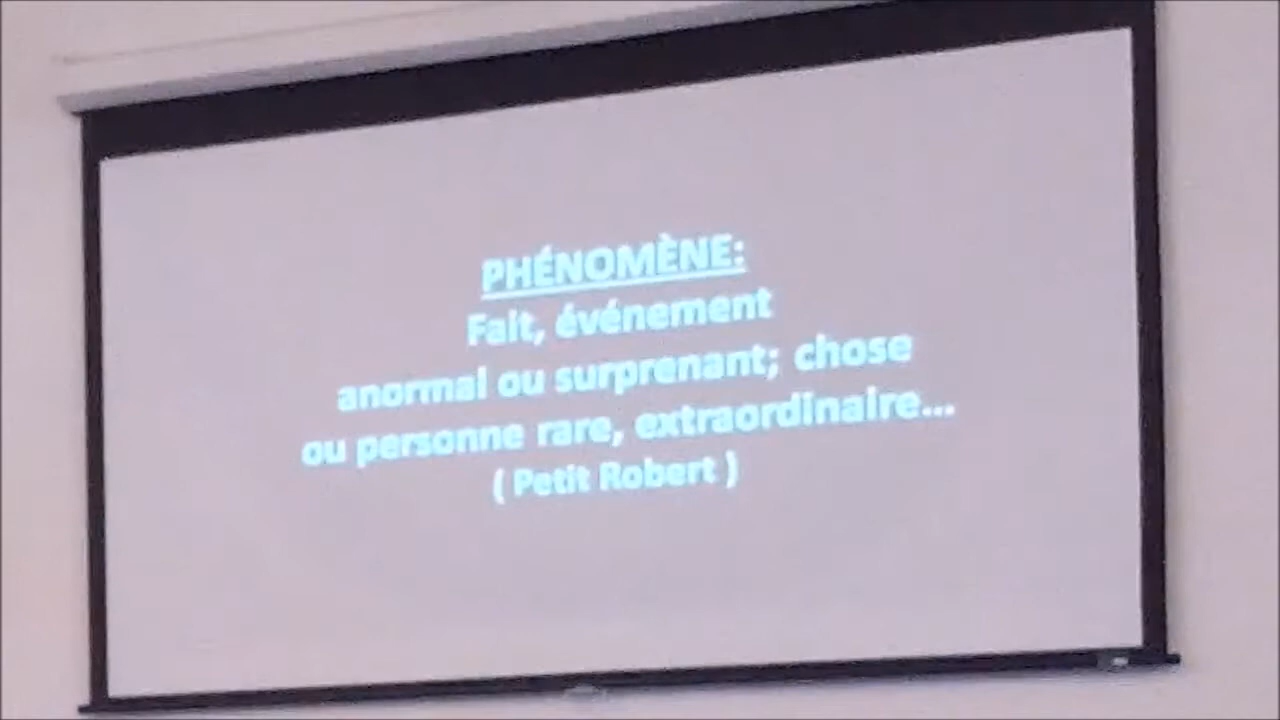 PHÉNOMÈNE:
Fait, événement
anormal ou surprenant; chose
ou personne rare, extraordinaire...
( Petit Robert )